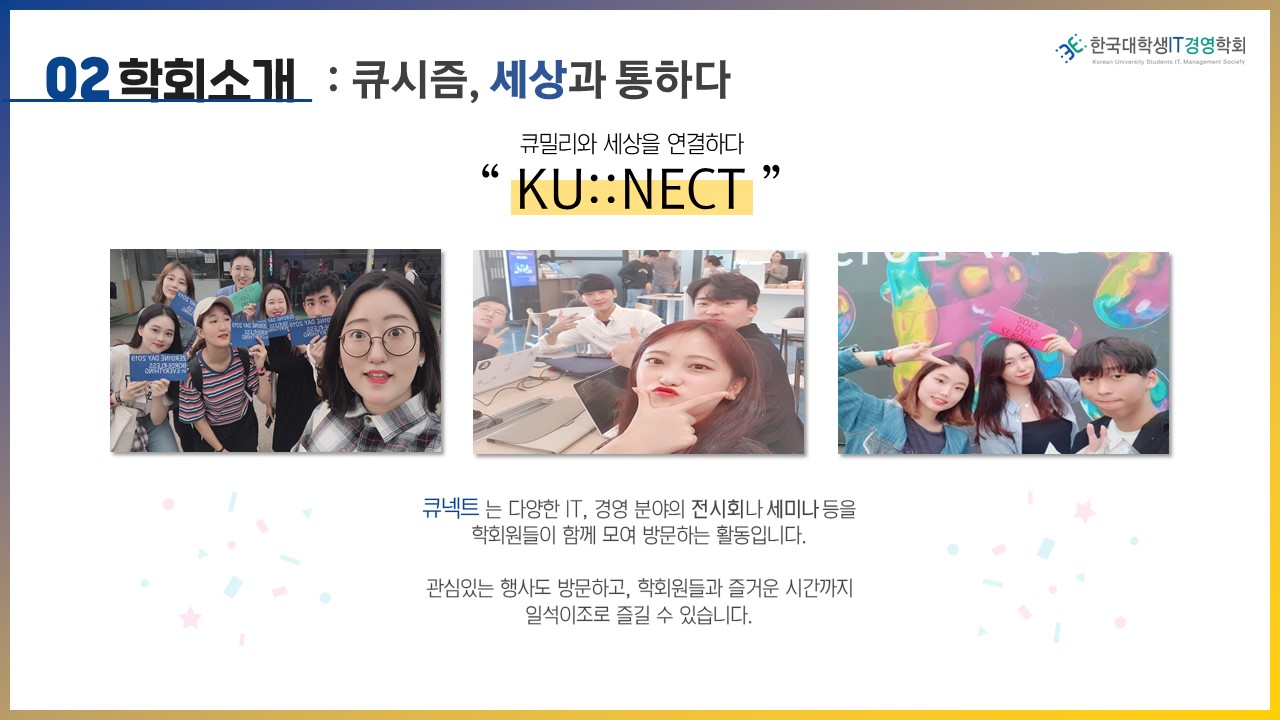 02 학회소개 : 큐시즘, 세상과 통하다
한국대학생IT경영학회
Korean University Students IT, Management Society
큐밀리와 세상을 연결하다
“ KU::NECT ”
ZER01NE DAY 2019
BORDERLESS
in EVERYTHING
큐넥트 는 다양한 IT, 경영 분야의 전시회나 세미나 등을
학회원들이 함께 모여 방문하는 활동입니다.
관심있는 행사도 방문하고, 학회원들과 즐거운 시간까지
일석이조로 즐길 수 있습니다.